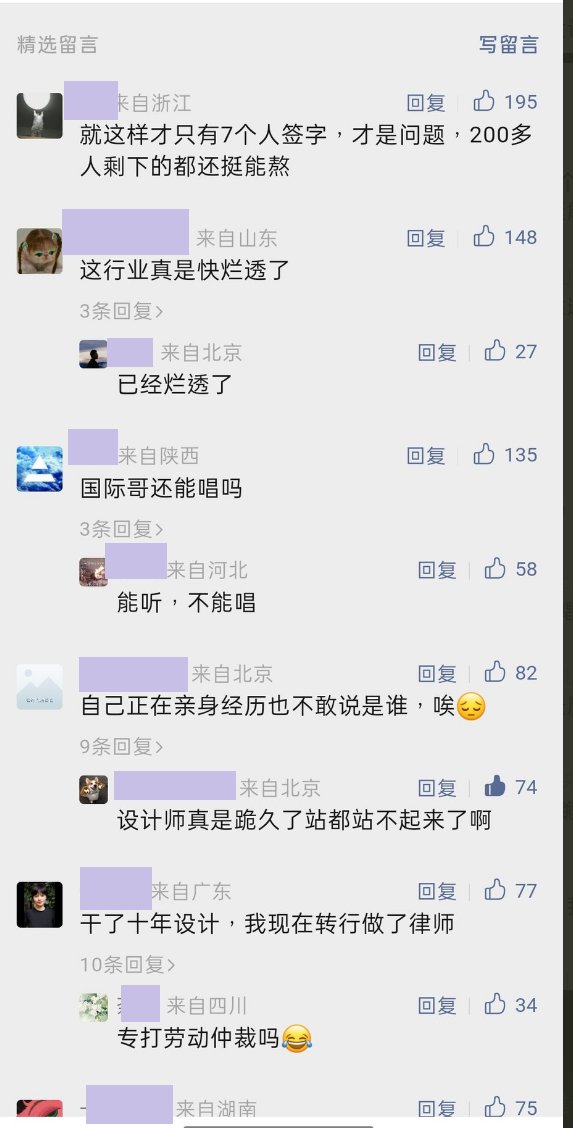 精选留言 写留言
来自浙江 回复 195
就这样才只有7个人签字，才是问题，200多
人剩下的都还挺能熬
来自山东 回复 148
这行业真是快烂透了
3条回复>
来自北京 回复 27
已经烂透了
来自陕西 回复 135
国际哥还能唱吗
3条回复>
来自河北 回复 58
能听，不能唱
来自北京 回复 82
自己正在亲身经历也不敢说是谁，唉😔
9条回复>
来自北京 回复 74
设计师真是跪久了站都站不起来了啊
来自广东 回复 77
干了十年设计，我现在转行做了律师
10条回复>
来自四川 回复 34
专打劳动仲裁吗😂
来自湖南 回复 75